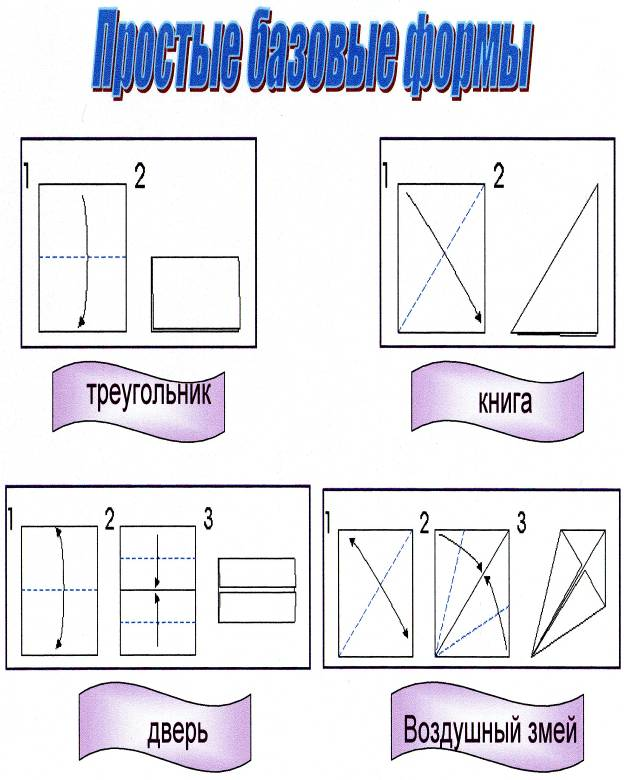 Простые базовые формы
1 2
1 2
треугольник
книга
1 2 3
1 2 3
дверь
Воздушный змей